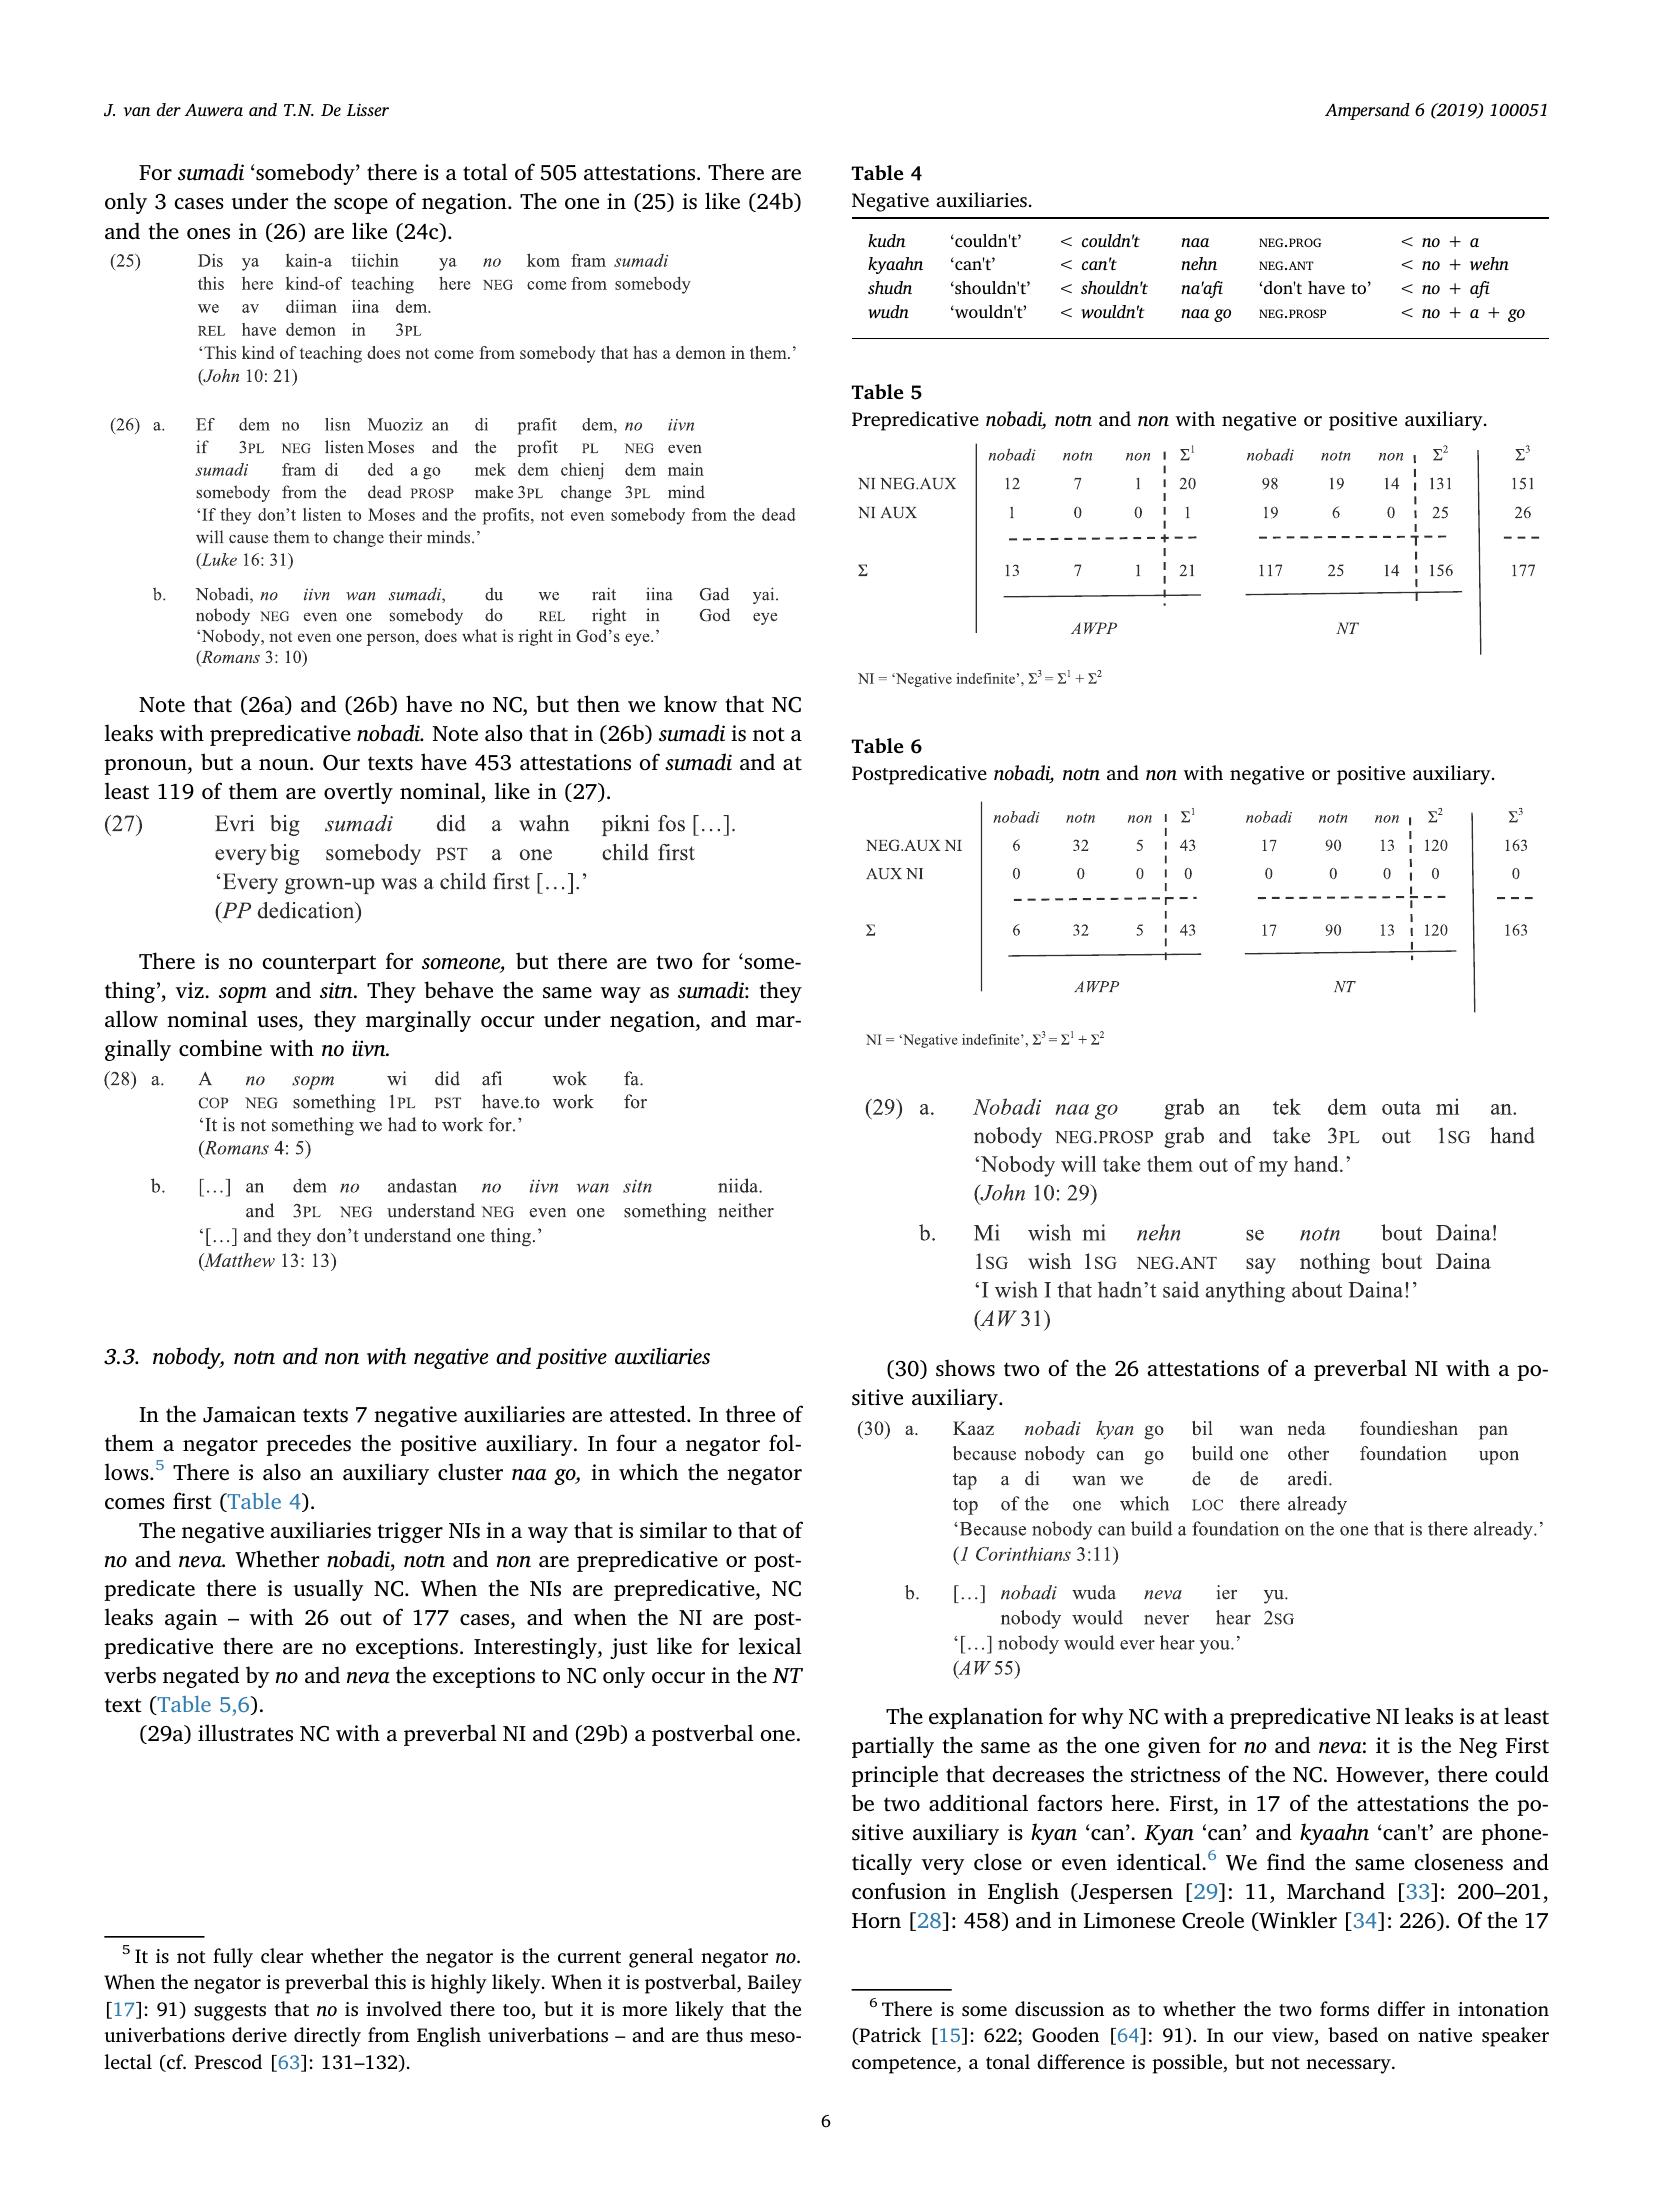 J. van der Auwera and T.N. De Lisser
Ampersand 6 (2019) 100051
For sumadi ‘somebody’ there is a total of 505 attestations. There are
only 3 cases under the scope of negation. The one in (25) is like (24b)
and the ones in (26) are like (24c).
(25) Dis ya kain-a tiichin ya no kom fram sumadi
this here kind-of teaching here NEG come from somebody
we av diiman iina dem.
REL have demon in 3PL
‘This kind of teaching does not come from somebody that has a demon in them.’
(John 10: 21)
(26) a. Ef dem no lisn Muoziz an di prafit dem, no iivn
if 3PL NEG listen Moses and the profit PL NEG even
sumadi fram di ded a go mek dem chienj dem main
somebody from the dead PROSP make 3PL change 3PL mind
‘If they don’t listen to Moses and the profits, not even somebody from the dead
will cause them to change their minds.’
(Luke 16: 31)
b. Nobadi, no iivn wan sumadi, du we rait iina Gad yai.
nobody NEG even one somebody do REL right in God eye
‘Nobody, not even one person, does what is right in God’s eye.’
(Romans 3: 10)
Note that (26a) and (26b) have no NC, but then we know that NC
leaks with prepredicative nobadi. Note also that in (26b) sumadi is not a
pronoun, but a noun. Our texts have 453 attestations of sumadi and at
least 119 of them are overtly nominal, like in (27).
(27) Evri big sumadi did a wahn pikni fos […].
every big somebody PST a one child first
‘Every grown-up was a child first […].’
(PP dedication)
There is no counterpart for someone, but there are two for ‘some-
thing’, viz. sopm and sitn. They behave the same way as sumadi: they
allow nominal uses, they marginally occur under negation, and mar-
ginally combine with no iivn.
(28) a. A no sopm wi did afi wok fa.
COP NEG something 1PL PST have.to work for
‘It is not something we had to work for.’
(Romans 4: 5)
b. […] an dem no andastan no iivn wan sitn niida.
and 3PL NEG understand NEG even one something neither
‘[…] and they don’t understand one thing.’
(Matthew 13: 13)
3.3. nobody, notn and non with negative and positive auxiliaries
In the Jamaican texts 7 negative auxiliaries are attested. In three of
them a negator precedes the positive auxiliary. In four a negator fol-
lows.5 There is also an auxiliary cluster naa go, in which the negator
comes first (Table 4).
The negative auxiliaries trigger NIs in a way that is similar to that of
no and neva. Whether nobadi, notn and non are prepredicative or post-
predicate there is usually NC. When the NIs are prepredicative, NC
leaks again – with 26 out of 177 cases, and when the NI are post-
predicative there are no exceptions. Interestingly, just like for lexical
verbs negated by no and neva the exceptions to NC only occur in the NT
text (Table 5,6).
(29a) illustrates NC with a preverbal NI and (29b) a postverbal one.
5 It is not fully clear whether the negator is the current general negator no.
When the negator is preverbal this is highly likely. When it is postverbal, Bailey
[17]: 91) suggests that no is involved there too, but it is more likely that the
univerbations derive directly from English univerbations – and are thus meso-
lectal (cf. Prescod [63]: 131–132).
Table 4
Negative auxiliaries.
kudn ‘couldn't’ < couldn't naa NEG.PROG < no + a
kyaahn ‘can't’ < can't nehn NEG.ANT < no + wehn
shudn ‘shouldn't’ < shouldn't na'afi ‘don't have to’ < no + afi
wudn ‘wouldn't’ < wouldn't naa go NEG.PROSP < no + a + go
Table 5
Prepredicative nobadi, notn and non with negative or positive auxiliary.
nobadi notn non Σ1 nobadi notn non Σ2 Σ3
NI NEG.AUX 12 7 1 20 98 19 14 131 151
NI AUX 1 0 0 1 19 6 0 25 26
Σ 13 7 1 21 117 25 14 156 177
AWPP NT
NI = ‘Negative indefinite’, Σ3 = Σ1 + Σ2
Table 6
Postpredicative nobadi, notn and non with negative or positive auxiliary.
nobadi notn non Σ1 nobadi notn non Σ2 Σ3
NEG.AUX NI 6 32 5 43 17 90 13 120 163
AUX NI 0 0 0 0 0 0 0 0 0
Σ 6 32 5 43 17 90 13 120 163
AWPP NT
NI = ‘Negative indefinite’, Σ3 = Σ1 + Σ2
(29) a. Nobadi naa go grab an tek dem outa mi an.
nobody NEG.PROSP grab and take 3PL out 1SG hand
‘Nobody will take them out of my hand.’
(John 10: 29)
b. Mi wish mi nehn se notn bout Daina!
1SG wish 1SG NEG.ANT say nothing bout Daina
‘I wish I that hadn’t said anything about Daina!’
(AW 31)
(30) shows two of the 26 attestations of a preverbal NI with a po-
sitive auxiliary.
(30) a. Kaaz nobadi kyan go bil wan neda foundieshan pan
because nobody can go build one other foundation upon
tap a di wan we de de aredi.
top of the one which LOC there already
‘Because nobody can build a foundation on the one that is there already.’
(1 Corinthians 3:11)
b. […] nobadi wuda neva ier yu.
nobody would never hear 2SG
‘[…] nobody would ever hear you.’
(AW 55)
The explanation for why NC with a prepredicative NI leaks is at least
partially the same as the one given for no and neva: it is the Neg First
principle that decreases the strictness of the NC. However, there could
be two additional factors here. First, in 17 of the attestations the po-
sitive auxiliary is kyan ‘can’. Kyan ‘can’ and kyaahn ‘can't’ are phone-
tically very close or even identical.6 We find the same closeness and
confusion in English (Jespersen [29]: 11, Marchand [33]: 200–201,
Horn [28]: 458) and in Limonese Creole (Winkler [34]: 226). Of the 17
6 There is some discussion as to whether the two forms differ in intonation
(Patrick [15]: 622; Gooden [64]: 91). In our view, based on native speaker
competence, a tonal difference is possible, but not necessary.
6